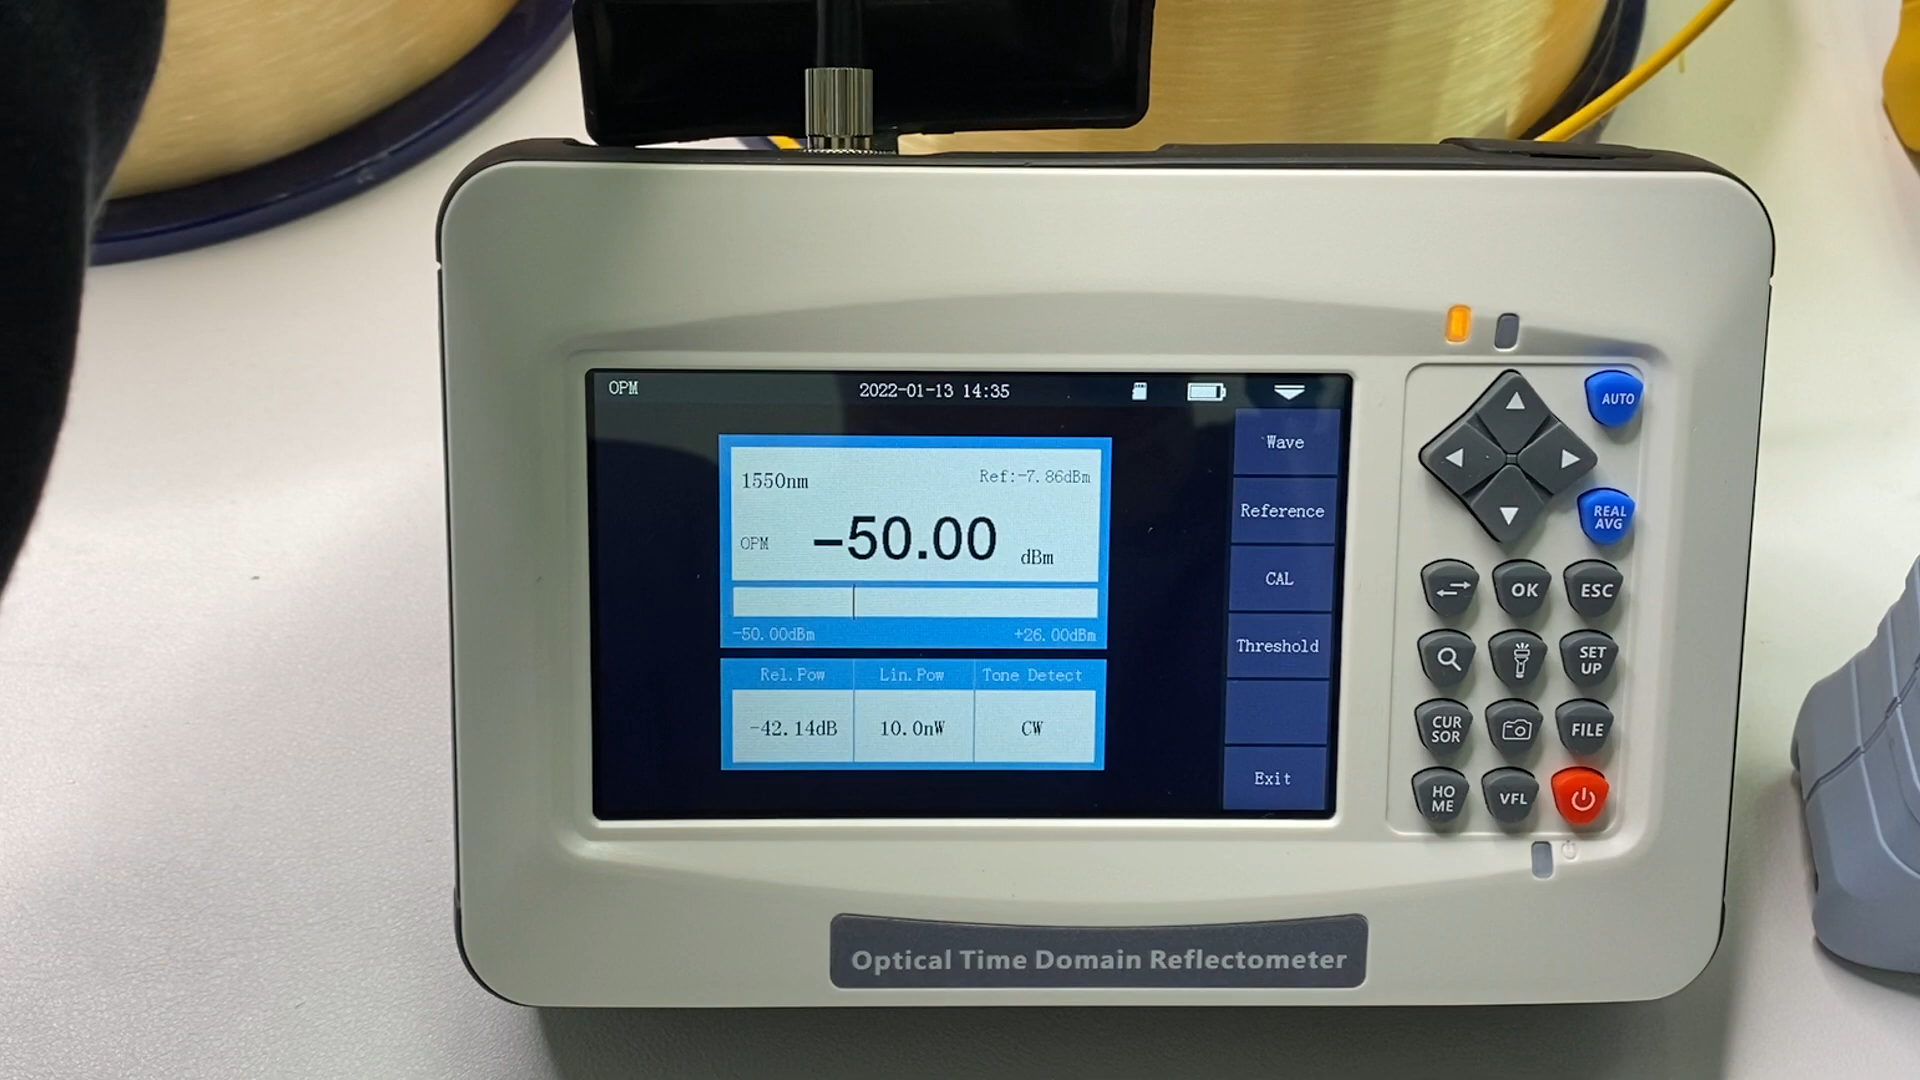 OPM 2022-01-13 14:35
1550nm Ref:-7.86dBm
OPM -50.00 dBm
-50.00dBm +26.00dBm
Rel.Pow Lin.Pow Tone Detect
-42.14dB 10.0nW CW
Wave
Reference
CAL
Threshold
Exit
AUTO
REAL
AVG
OK ESC
SET
UP
CUR
SOR
FILE
HO
ME
VFL
Optical Time Domain Reflectometer